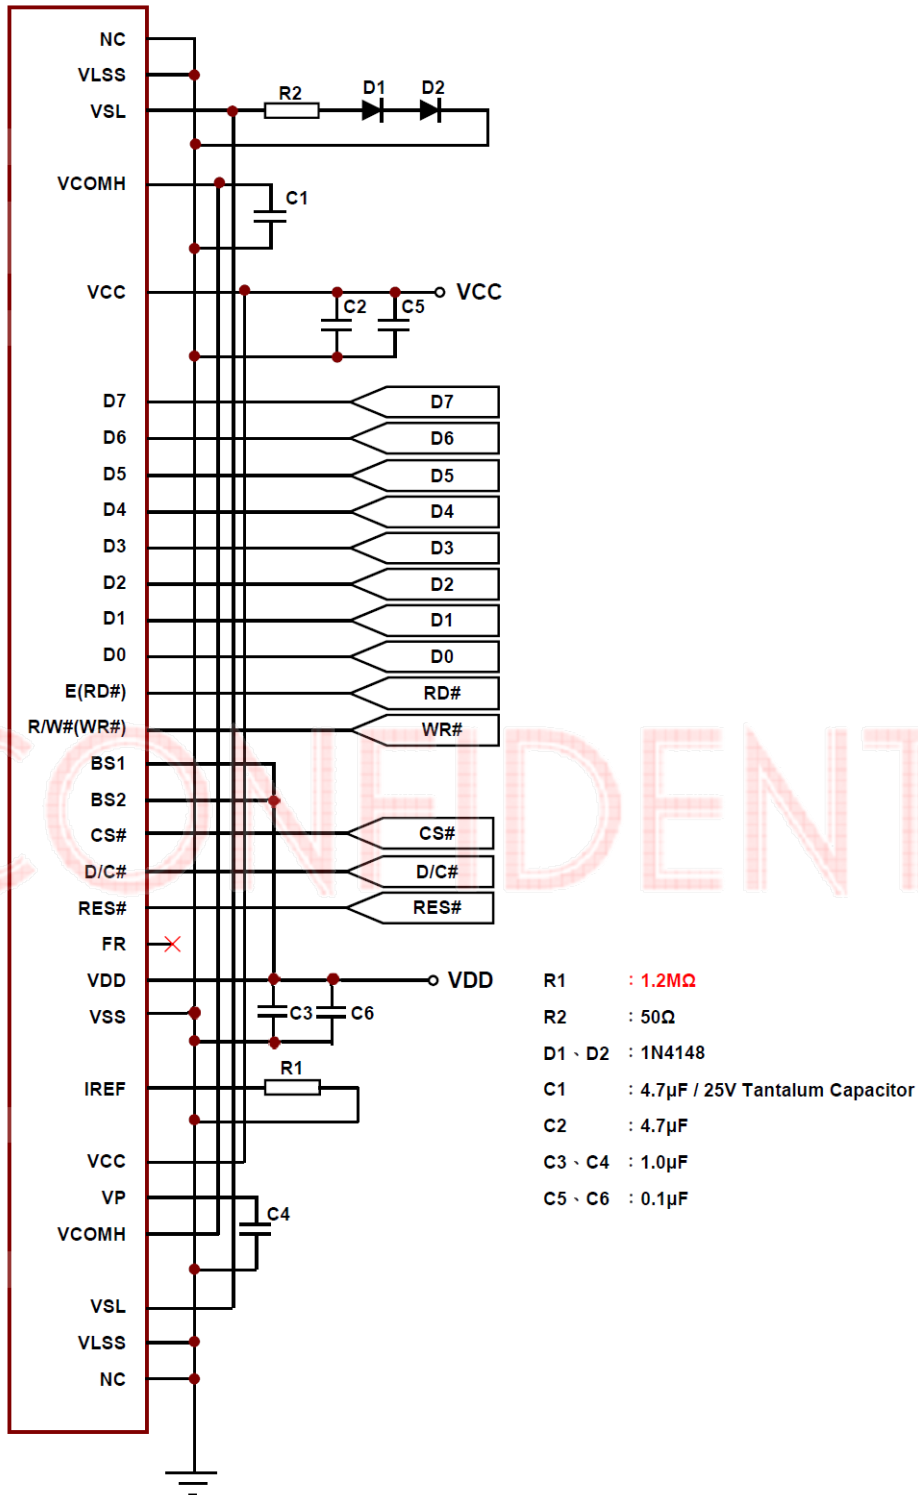 NC
VLSS
VSL
R2
D1
D2
VCOMH
C1
VCC
C2
C5
VCC
D7
D7
D6
D6
D5
D5
D4
D4
D3
D3
D2
D2
D1
D1
D0
D0
E(RD#)
RD#
R/W#(WR#)
WR#
BS1
BS2
CS#
CS#
D/C#
D/C#
RES#
RES#
FR
VDD
C3
C6
VDD
VSS
IREF
R1
VCC
VP
C4
VCOMH
VSL
VLSS
NC
R1 : 1.2MΩ
R2 : 50Ω
D1、D2 : 1N4148
C1 : 4.7μF / 25V Tantalum Capacitor
C2 : 4.7μF
C3、C4 : 1.0μF
C5、C6 : 0.1μF
CONFIDENT